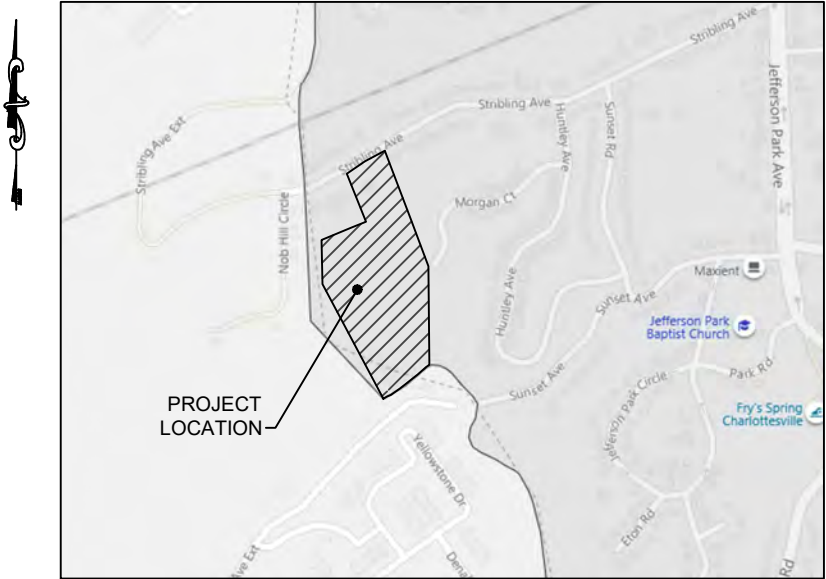 Stribling Ave
Jefferson Park Ave
Stribling Ave
Huntley Ave
Sunset Rd
Stribling Ave
Stribling Ave Ext
Morgan Ct
Nob Hill Circle
Maxient
Huntley Ave
Sunset Ave
Jefferson Park
Baptist Church
Park Rd
Sunset Ave
Jefferson Park Circle
PROJECT
LOCATION
Fry's Spring
Charlottesville
Yellowstone Dr
Eton Rd
Dena
Ave Ext
Rd